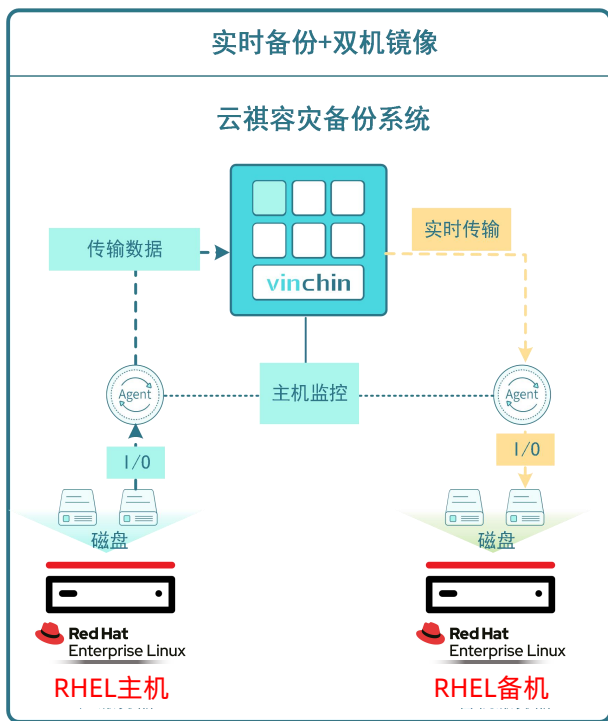 实时备份+双机镜像
云祺容灾备份系统
传输数据
vinchin
实时传输
Agent
主机监控
Agent
I/O
I/O
磁盘
磁盘
Red Hat
Enterprise Linux
Red Hat
Enterprise Linux
RHEL主机
RHEL备机